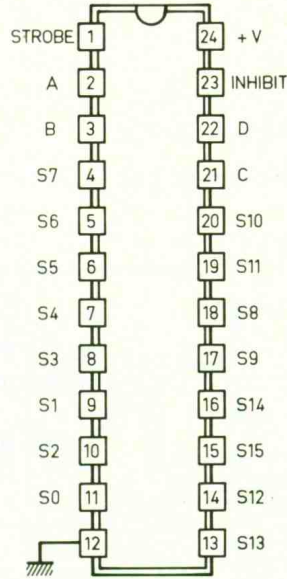 STROBE 1 24 + V
A 2 23 INHIBIT
B 3 22 D
S7 4 21 C
S6 5 20 S10
S5 6 19 S11
S4 7 18 S8
S3 8 17 S9
S1 9 16 S14
S2 10 15 S15
S0 11 14 S12
12 13 S13